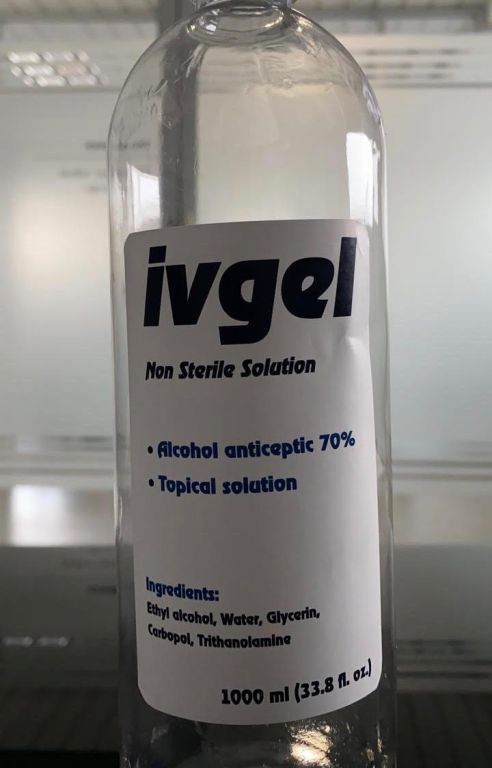 ivgel
Non Sterile Solution
• Alcohol anticeptic 70%
• Topical solution
Ingredients:
Ethyl alcohol, Water, Glycerin,
Carbopol, Trithanolamine
1000 ml (33.8 fl. oz.)